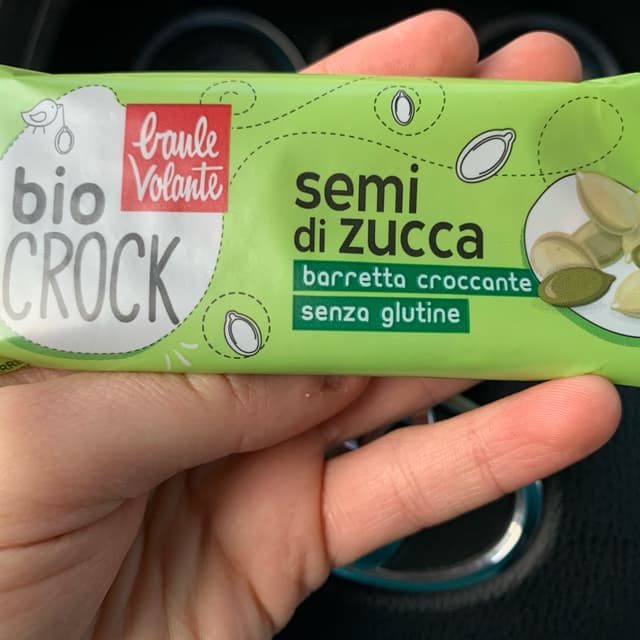 bio
CROCK
baule
volante
semi
di zucca
barretta croccante
senza glutine